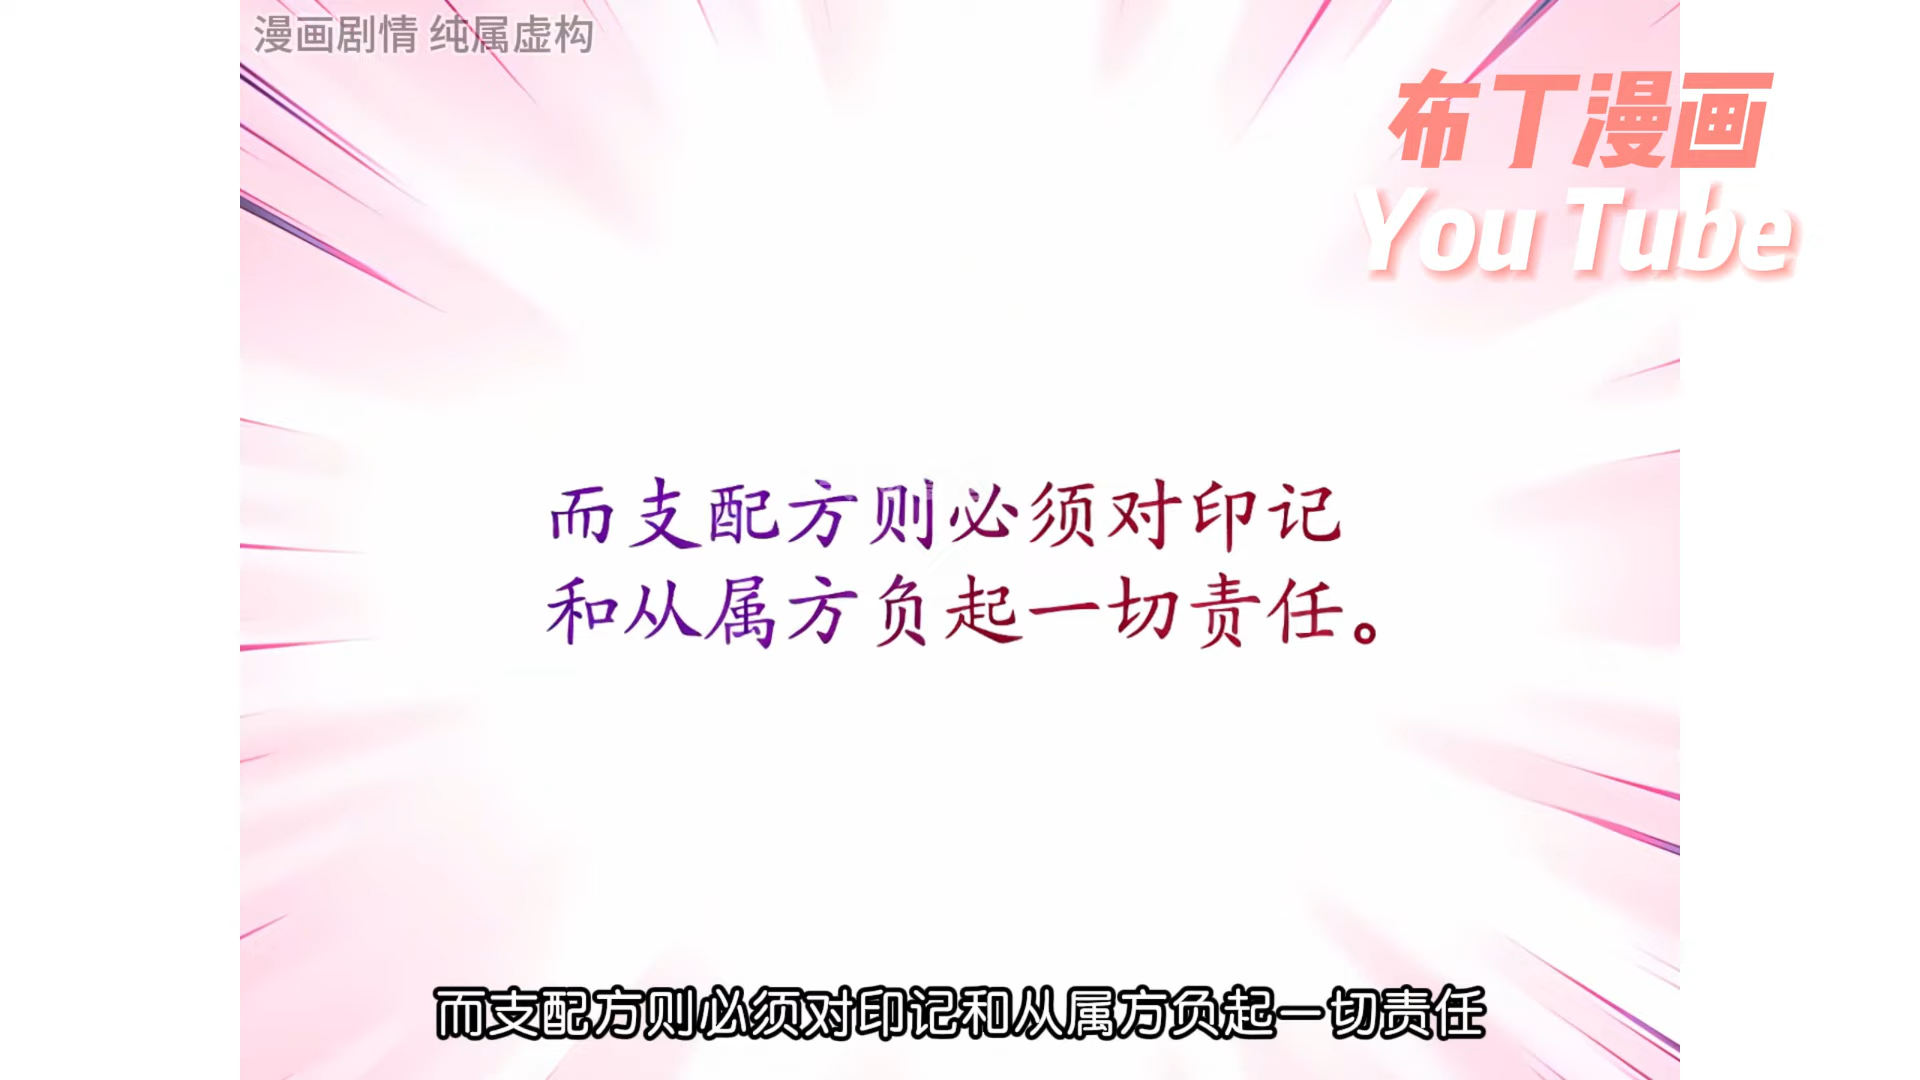 漫画剧情 纯属虚构
布丁漫画
YouTube
而支配方则必须对印记
和从属方负起一切责任。
而支配方则必须对印记和从属方负起一切责任